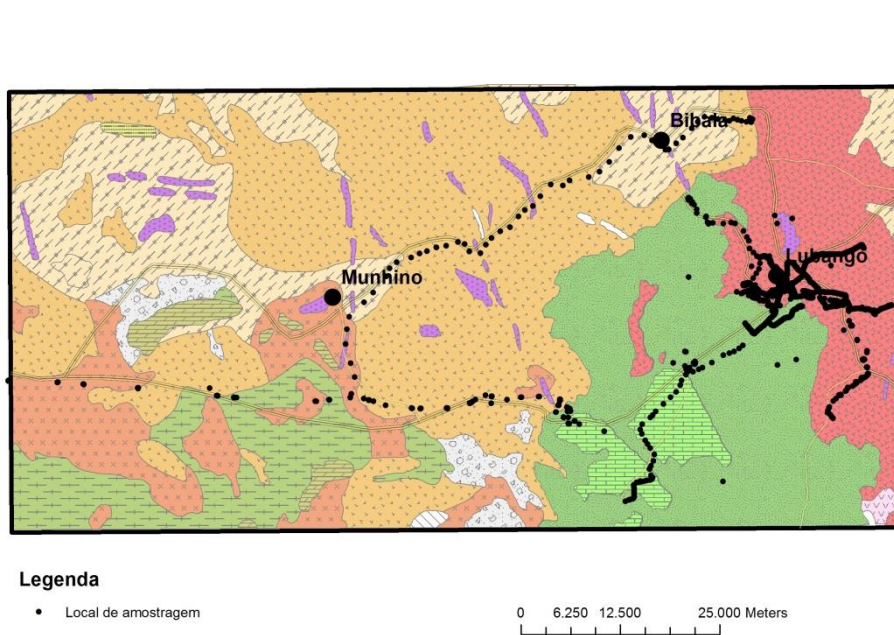 Bibala
Lubango
Munhino
Legenda
Local de amostragem
0 6.250 12.500 25.000 Meters